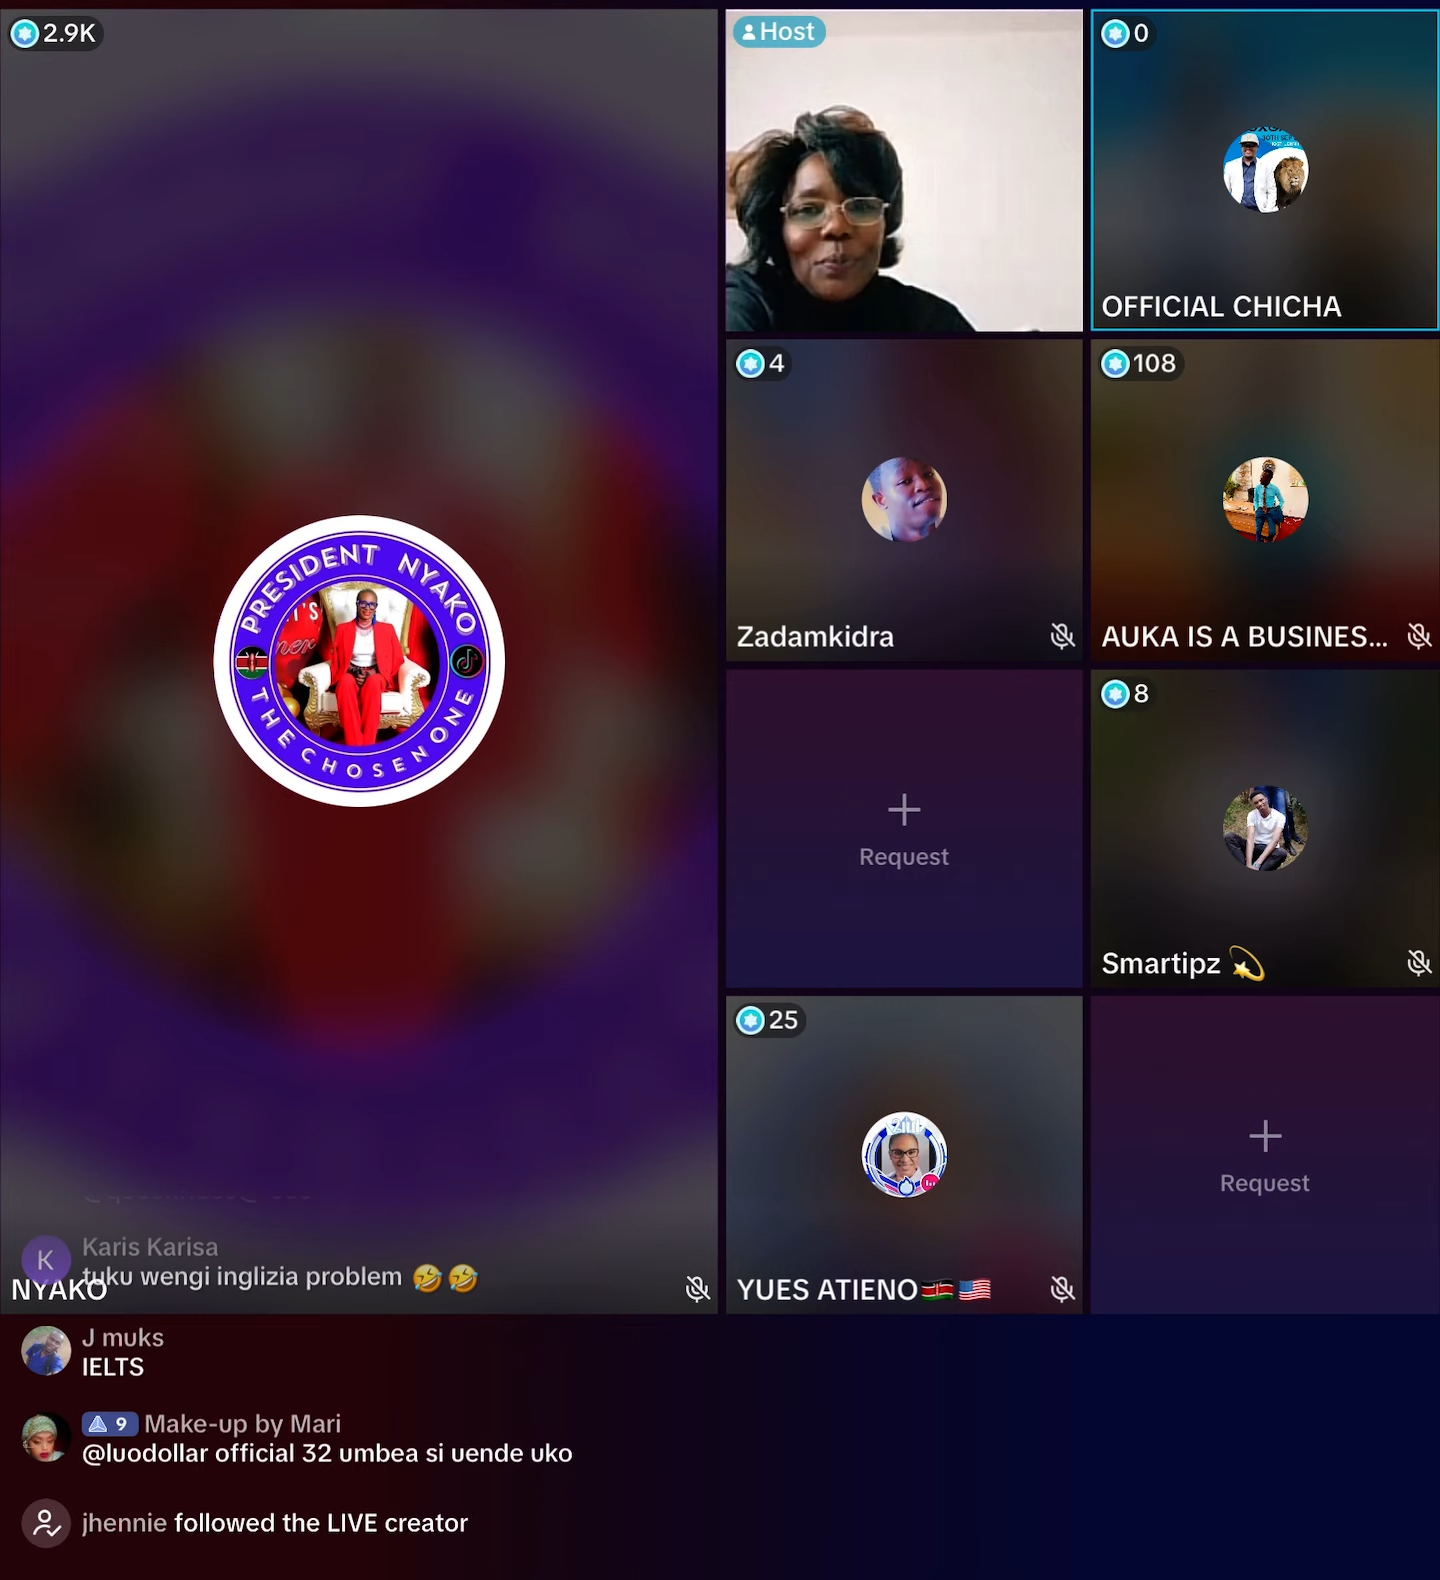 2.9K
PRESIDENT NYAKO
THE CHOSEN ONE
Host
0
OFFICIAL CHICHA
4
Zadamkidra
108
AUKA IS A BUSINES...
+
Request
8
Smartipz 💫
25
YUES ATIENO🇰🇪🇺🇸
+
Request
NYAKO
K
Karis Karisa
tuku wengi inglizia problem 🤣🤣
J muks
IELTS
9 Make-up by Mari
@luodollar official 32 umbea si uende uko
jhennie followed the LIVE creator